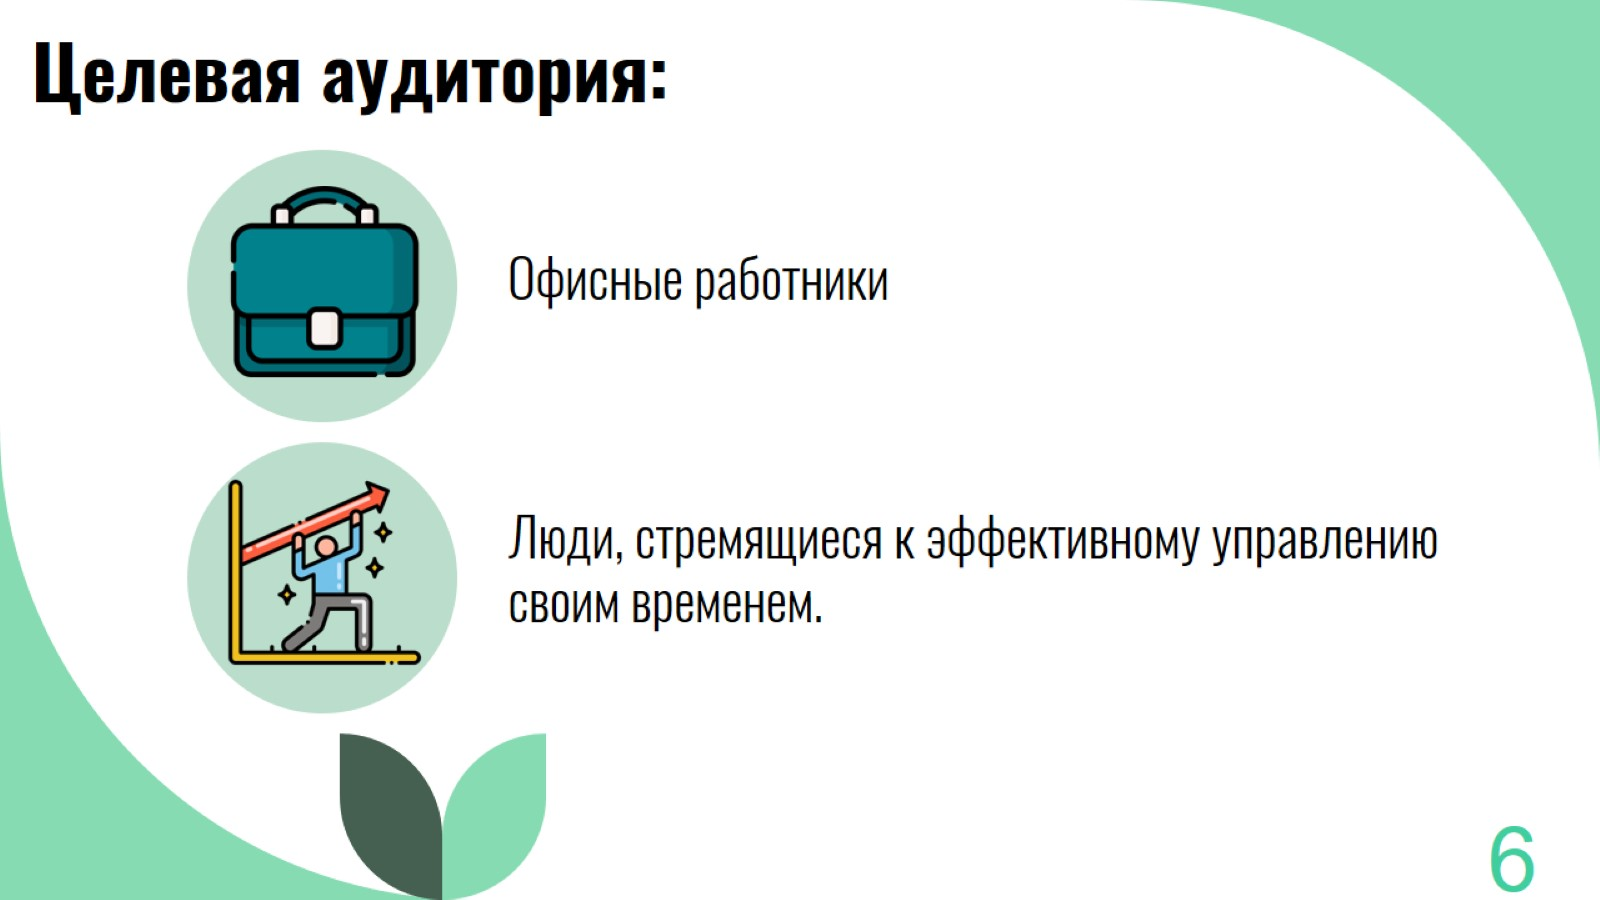 Целевая аудитория:
Офисные работники
Люди, стремящиеся к эффективному управлению
своим временем.
6